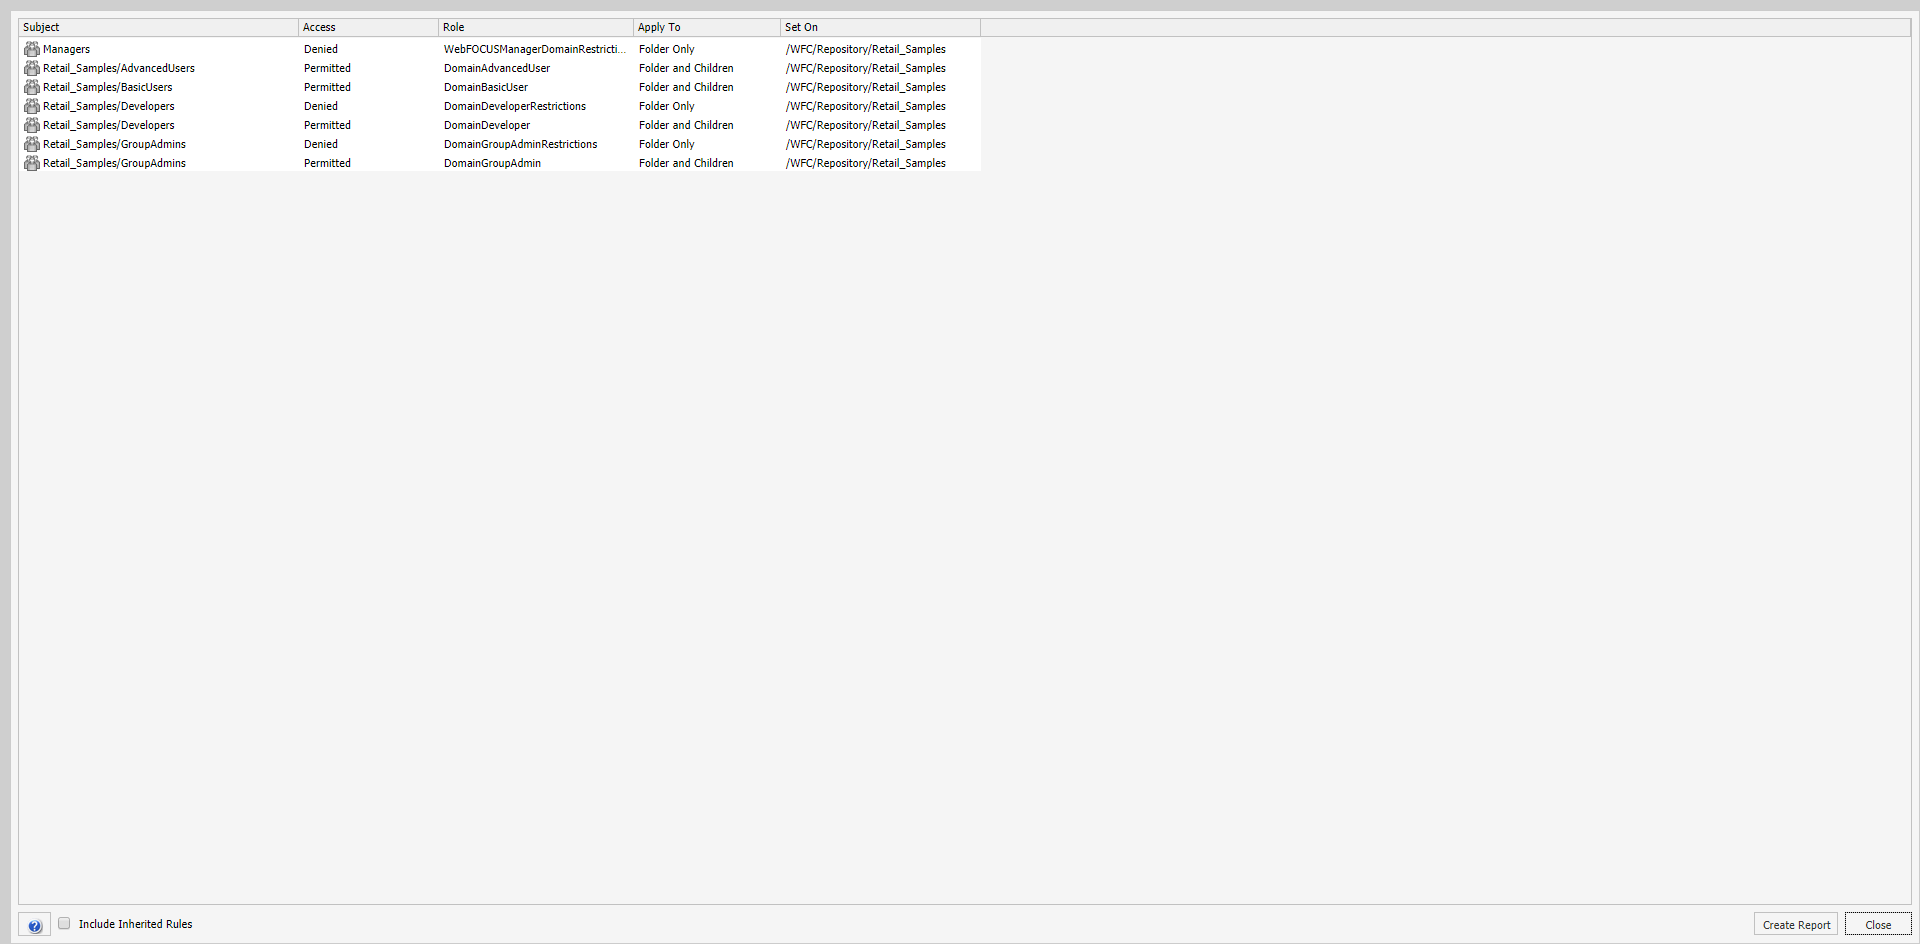 Subject Access Role Apply To Set On
Managers Denied WebFOCUSManagerDomainRestricti... Folder Only /WFC/Repository/Retail_Samples
Retail_Samples/AdvancedUsers Permitted DomainAdvancedUser Folder and Children /WFC/Repository/Retail_Samples
Retail_Samples/BasicUsers Permitted DomainBasicUser Folder and Children /WFC/Repository/Retail_Samples
Retail_Samples/Developers Denied DomainDeveloperRestrictions Folder Only /WFC/Repository/Retail_Samples
Retail_Samples/Developers Permitted DomainDeveloper Folder and Children /WFC/Repository/Retail_Samples
Retail_Samples/GroupAdmins Denied DomainGroupAdminRestrictions Folder Only /WFC/Repository/Retail_Samples
Retail_Samples/GroupAdmins Permitted DomainGroupAdmin Folder and Children /WFC/Repository/Retail_Samples
? Include Inherited Rules Create Report Close